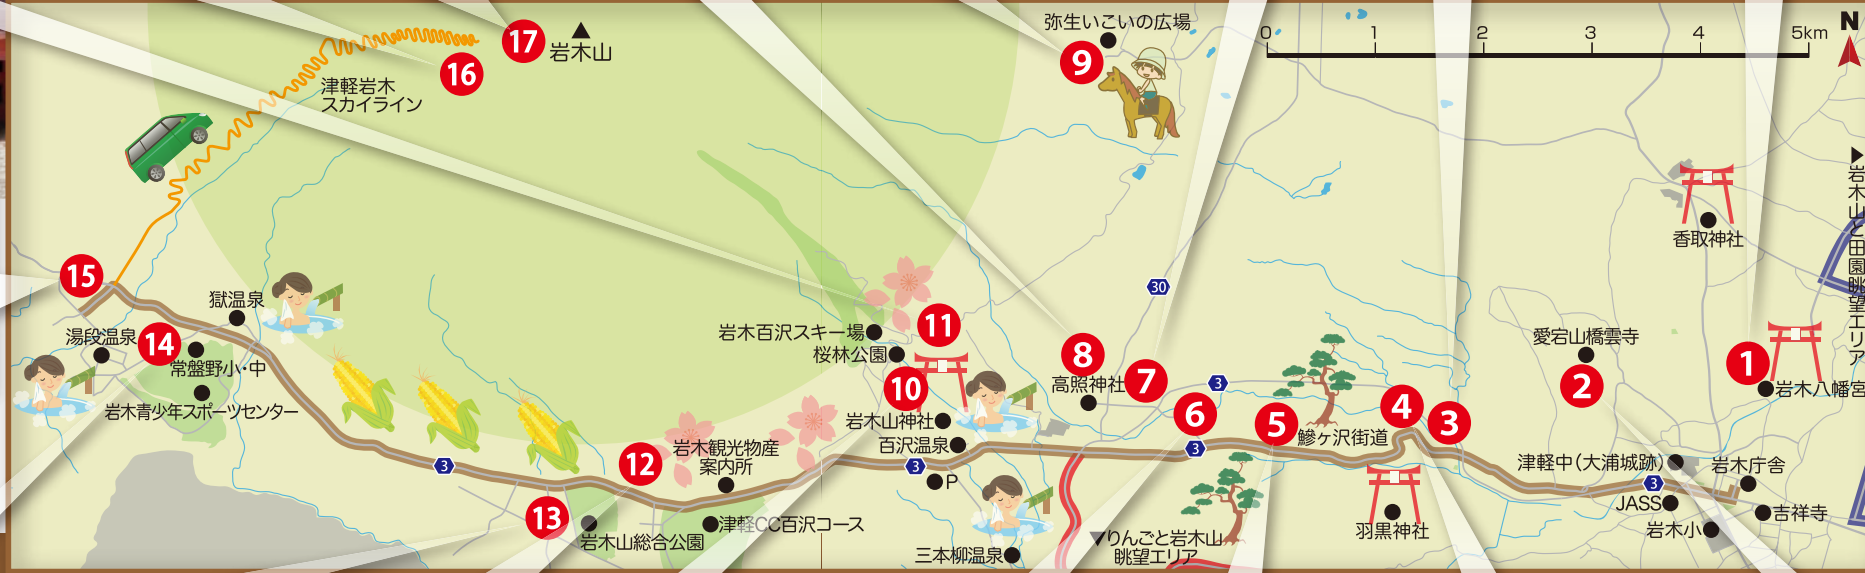 17
岩木山
16
津軽岩木
スカイライン
弥生いこいの広場
9
0 1 2 3 4 5km
N
▶岩木山と田園眺望エリア
香取神社
15
獄温泉
湯段温泉
14
常盤野小・中
岩木青少年スポーツセンター
30
岩木百沢スキー場
11
桜林公園
10
岩木山神社
百沢温泉
8
高照神社
7
3
6
3
5
鰺ヶ沢街道
4
3
愛宕山橋雲寺
2
1
岩木八幡宮
3
12
岩木観光物産
案内所
3
P
13
岩木山総合公園
津軽CC百沢コース
三本柳温泉
▼りんごと岩木山
眺望エリア
羽黒神社
津軽中(大浦城跡)
岩木庁舎
3
JASS
吉祥寺
岩木小